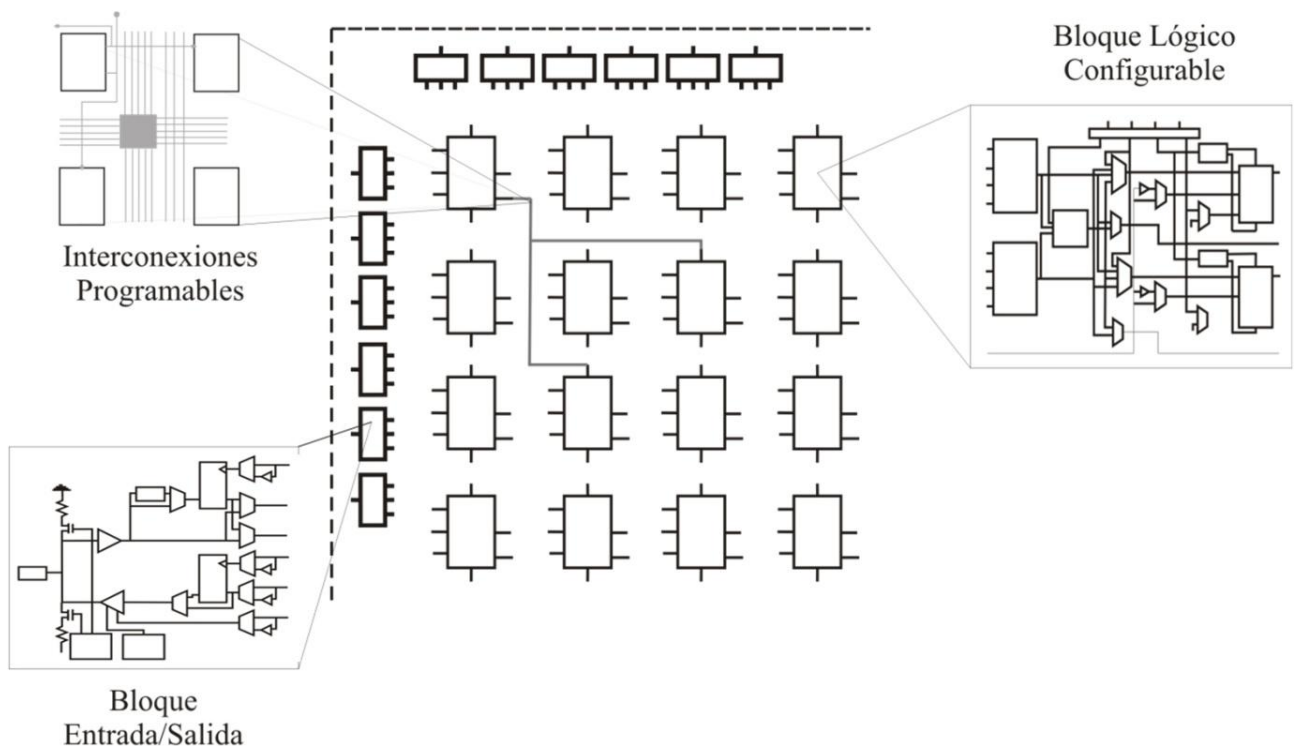 Bloque Lógico
Configurable
Interconexiones
Programables
Bloque
Entrada/Salida